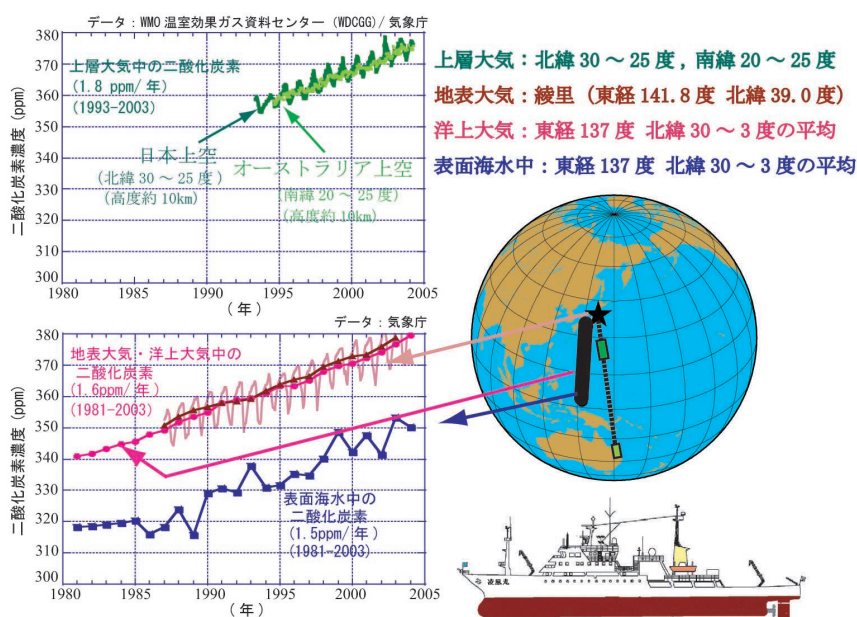 データ：WMO 温室効果ガス資料センター (WDCGG)/ 気象庁
二酸化炭素濃度 (ppm)
380
370
360
350
340
330
320
310
300
上層大気中の二酸化炭素
(1.8 ppm/ 年)
(1993-2003)
日本上空
(北緯 30 ～ 25 度 )
(高度約 10km)
オーストラリア上空
(南緯 20 ～ 25 度)
(高度約 10km)
1980 1985 1990 1995 2000 2005
( 年 )
上層大気：北緯 30 ～ 25 度 , 南緯 20 ～ 25 度
地表大気：綾里 (東経 141.8 度 北緯 39.0 度)
洋上大気：東経 137 度 北緯 30 ～ 3 度の平均
表面海水中：東経 137 度 北緯 30 ～ 3 度の平均
データ：気象庁
二酸化炭素濃度 (ppm)
380
370
360
350
340
330
320
310
300
地表大気・洋上大気中の
二酸化炭素
(1.6ppm/ 年)
(1981-2003)
表面海水中の
二酸化炭素
(1.5ppm/ 年)
(1981-2003)
1980 1985 1990 1995 2000 2005
( 年 )
凌風丸